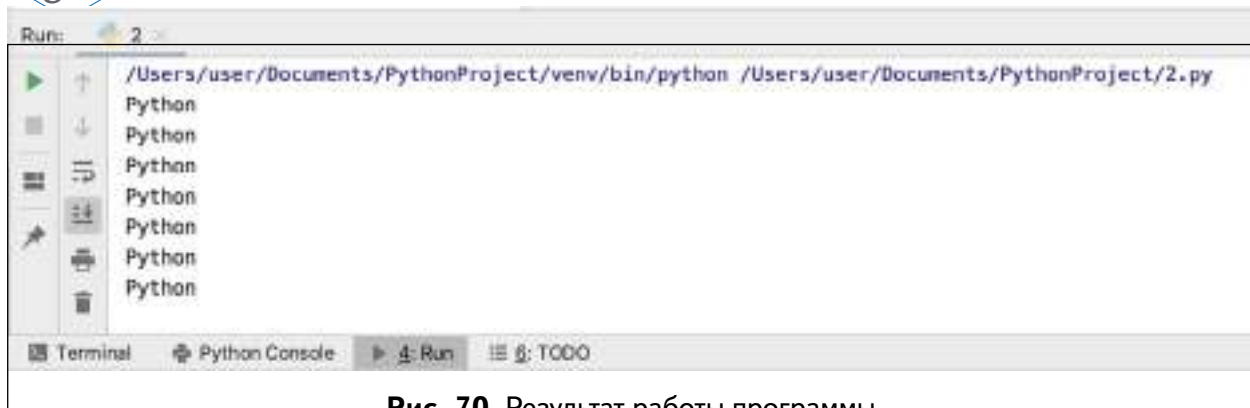 Run: 2
/Users/user/Documents/PythonProject/venv/bin/python /Users/user/Documents/PythonProject/2.py
Python
Python
Python
Python
Python
Python
Python
Terminal Python Console 4: Run 6: TODO
Рис. 70. Результат работы программы